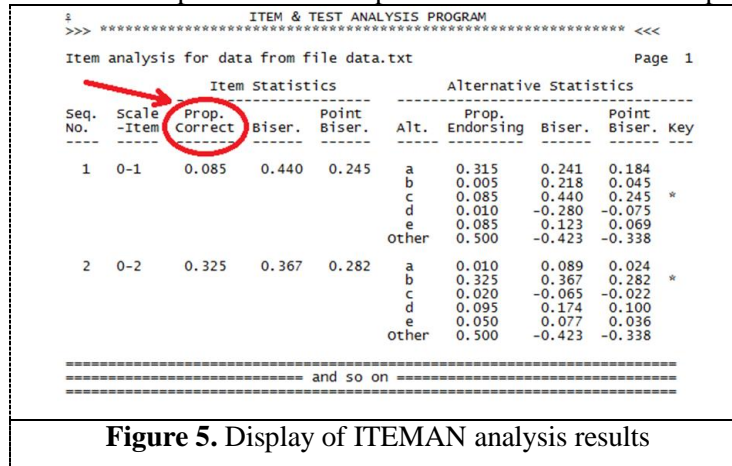 ITEM & TEST ANALYSIS PROGRAM
>>> ****************************************************************** <<<
Item analysis for data from file data.txt Page 1
Item Statistics Alternative Statistics
Seq. Scale Prop. Point Prop. Point
No. -Item Correct Biser. Biser. Alt. Endorsing Biser. Biser. Key
1 0-1 0.085 0.440 0.245 a 0.315 0.241 0.184
b 0.005 0.218 0.045
c 0.085 0.440 0.245 *
d 0.010 -0.280 -0.075
e 0.085 0.123 0.069
Other 0.500 -0.423 -0.338
2 0-2 0.325 0.367 0.282 a 0.010 0.089 0.024
b 0.325 0.367 0.282 *
c 0.020 -0.065 -0.022
d 0.095 0.174 0.100
e 0.050 0.077 0.036
Other 0.500 -0.423 -0.338
and so on
Figure 5. Display of ITEMAN analysis results